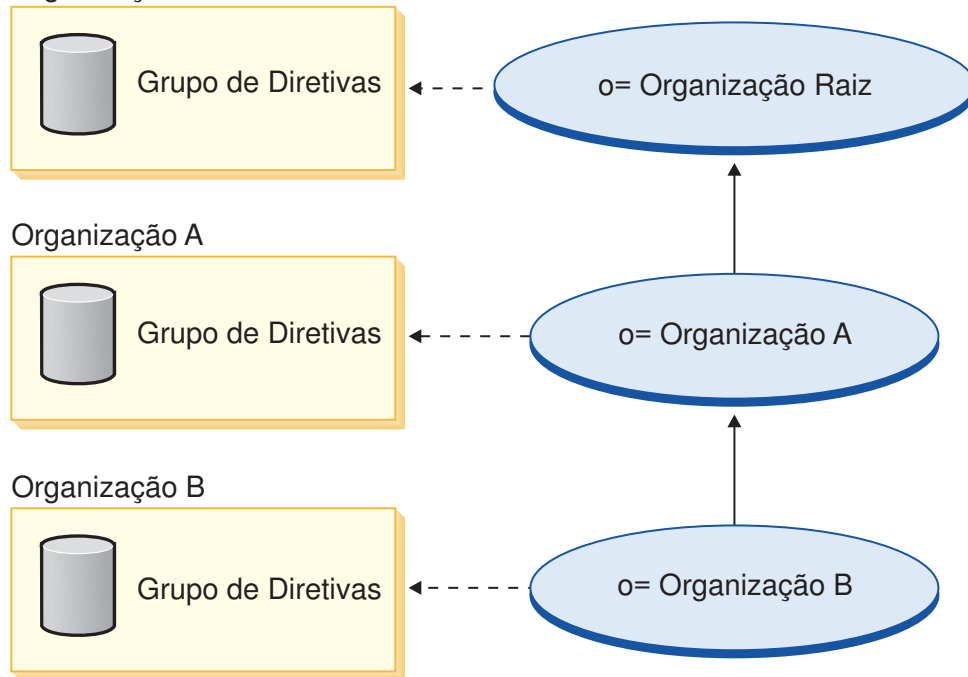 Grupo de Diretivas
o= Organização Raiz
Organização A
Grupo de Diretivas
o= Organização A
Organização B
Grupo de Diretivas
o= Organização B